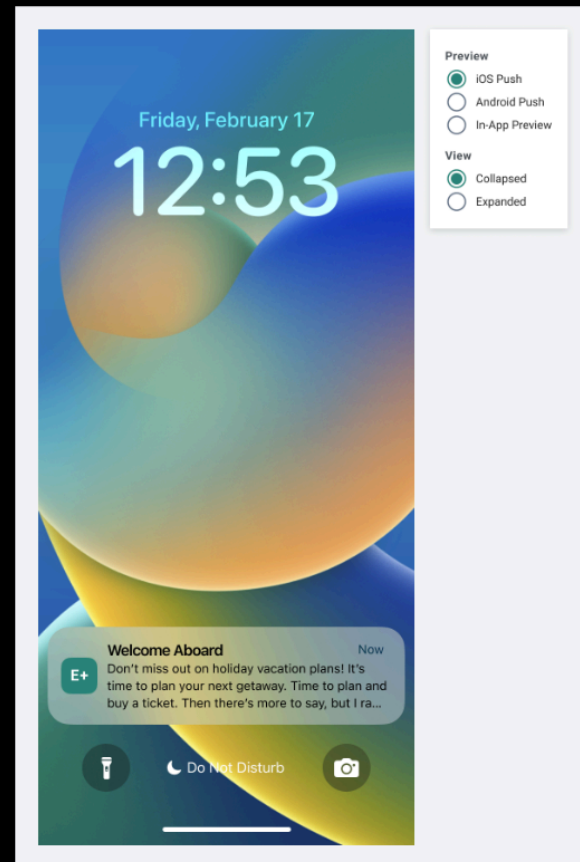 Friday, February 17
12:53
Welcome Aboard
Now
Don't miss out on holiday vacation plans! It's
time to plan your next getaway. Time to plan and
buy a ticket. Then there's more to say, but I ra...
E+
Do Not Disturb
Preview
iOS Push
Android Push
In-App Preview
View
Collapsed
Expanded